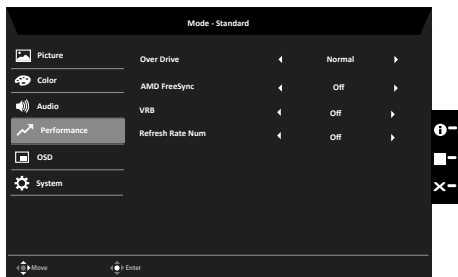 Mode - Standard
Picture
Color
Audio
Performance
OSD
System
Over Drive Normal
AMD FreeSync Off
VRB Off
Refresh Rate Num Off
Move Enter